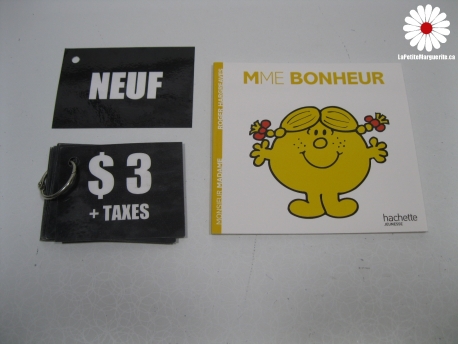 NEUF
$ 3
+ TAXES
MME BONHEUR
ROGER HARGREAVES
MONSIEUR MADAME
hachette
JEUNESSE
LaPetiteMarguerite.ca